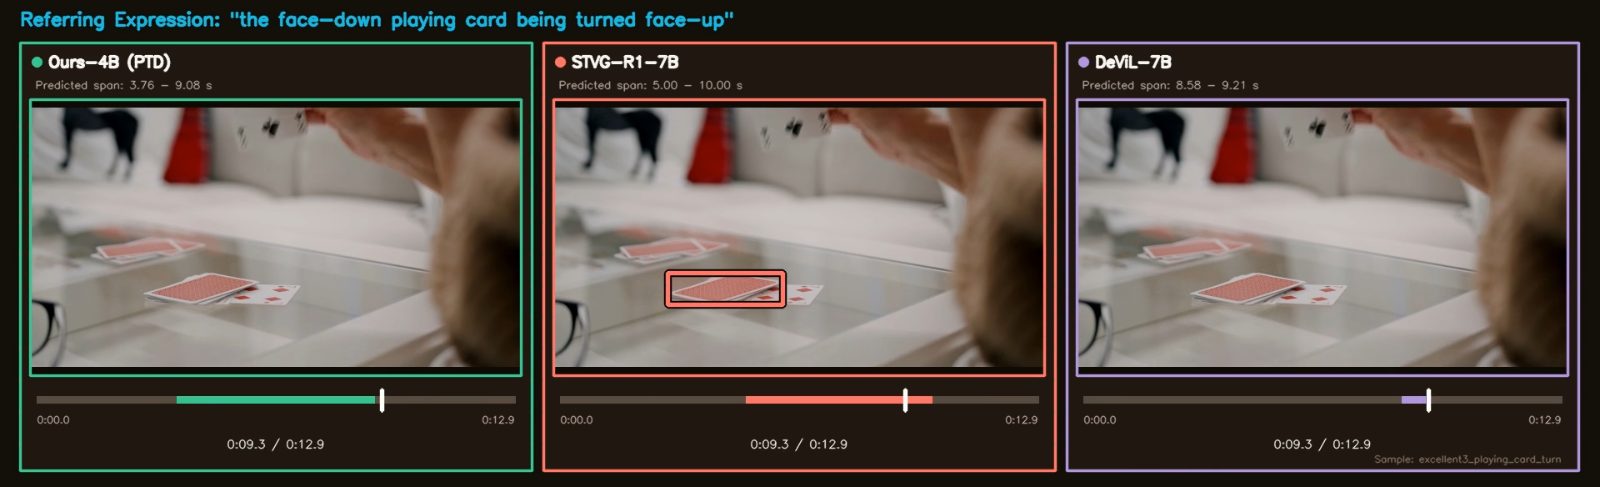 Referring Expression: "the face-down playing card being turned face-up"
Ours-4B (PTD)
Predicted span: 3.76 - 9.08 s
0:00.0
0:12.9
0:09.3 / 0:12.9
STVG-R1-7B
Predicted span: 5.00 - 10.00 s
0:00.0
0:12.9
0:09.3 / 0:12.9
DeViL-7B
Predicted span: 8.58 - 9.21 s
0:00.0
0:12.9
0:09.3 / 0:12.9
Sample: excellent3_playing_card_turn